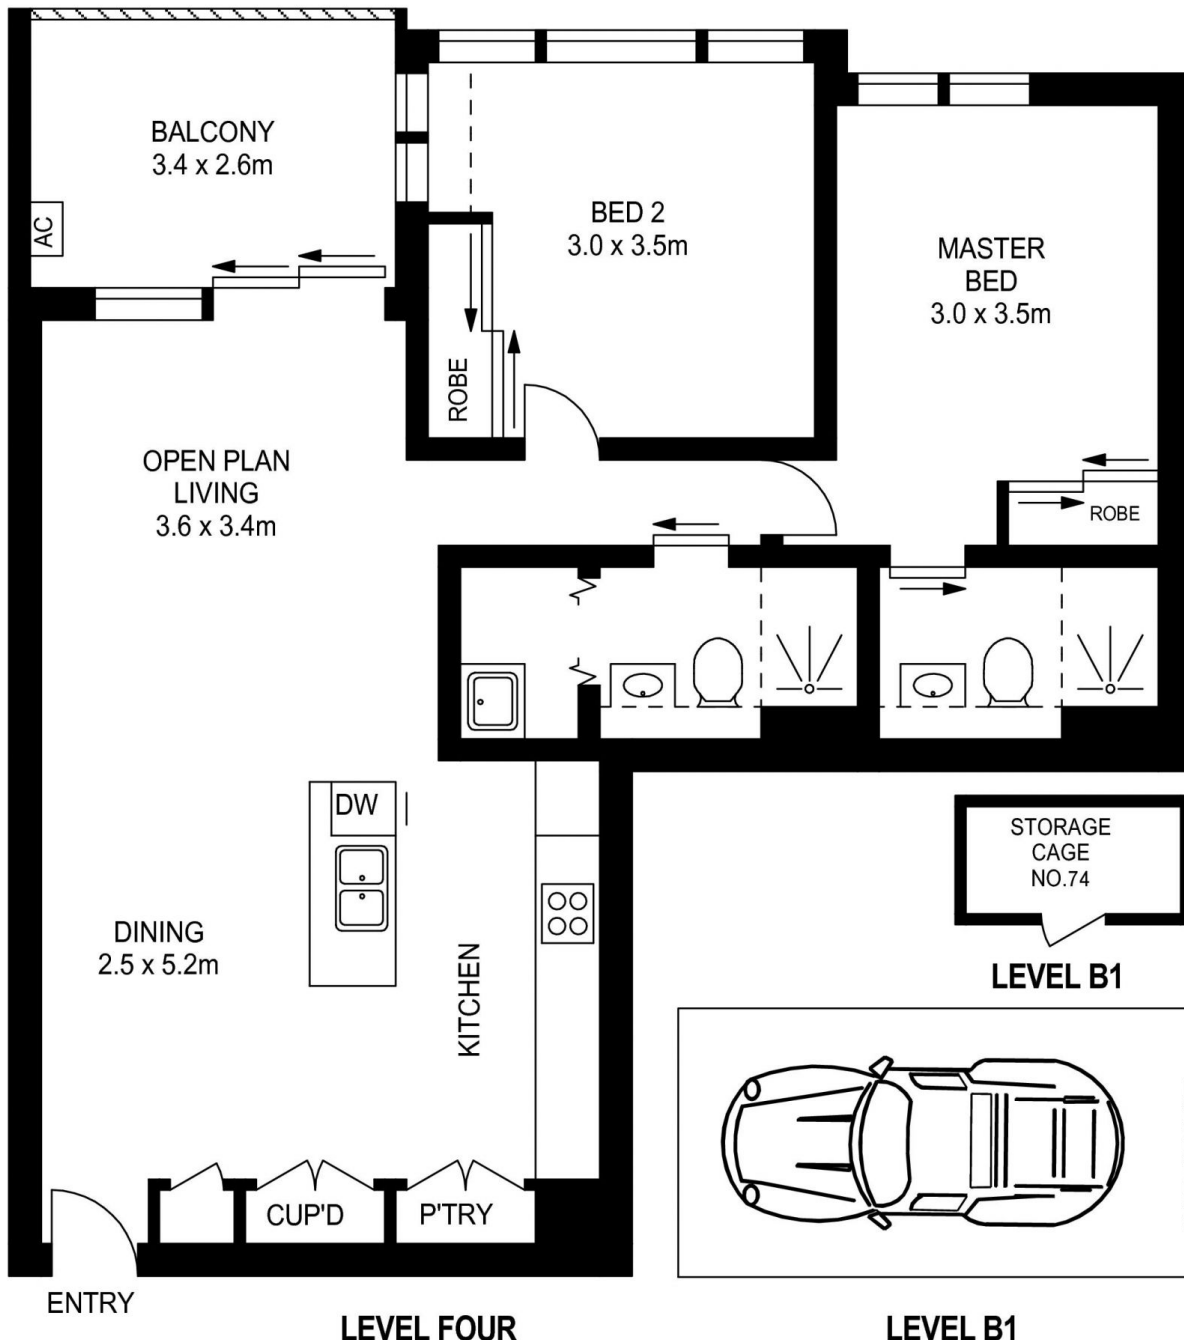 BALCONY
3.4 x 2.6m
AC
BED 2
3.0 x 3.5m
MASTER
BED
3.0 x 3.5m
ROBE
OPEN PLAN
LIVING
3.6 x 3.4m
ROBE
DW
STORAGE
CAGE
NO.74
DINING
2.5 x 5.2m
KITCHEN
LEVEL B1
CUP'D
P'TRY
ENTRY
LEVEL FOUR
LEVEL B1